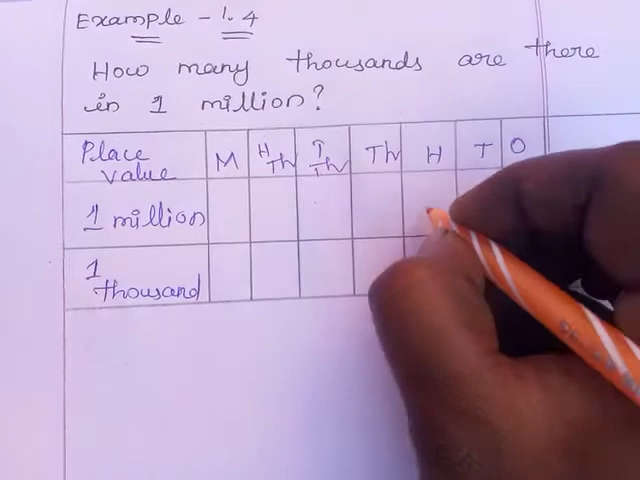 Example - 1.4
How many thousands are there
in 1 million?
Place value M H Th T Th Th H T O
1 million
1 thousand